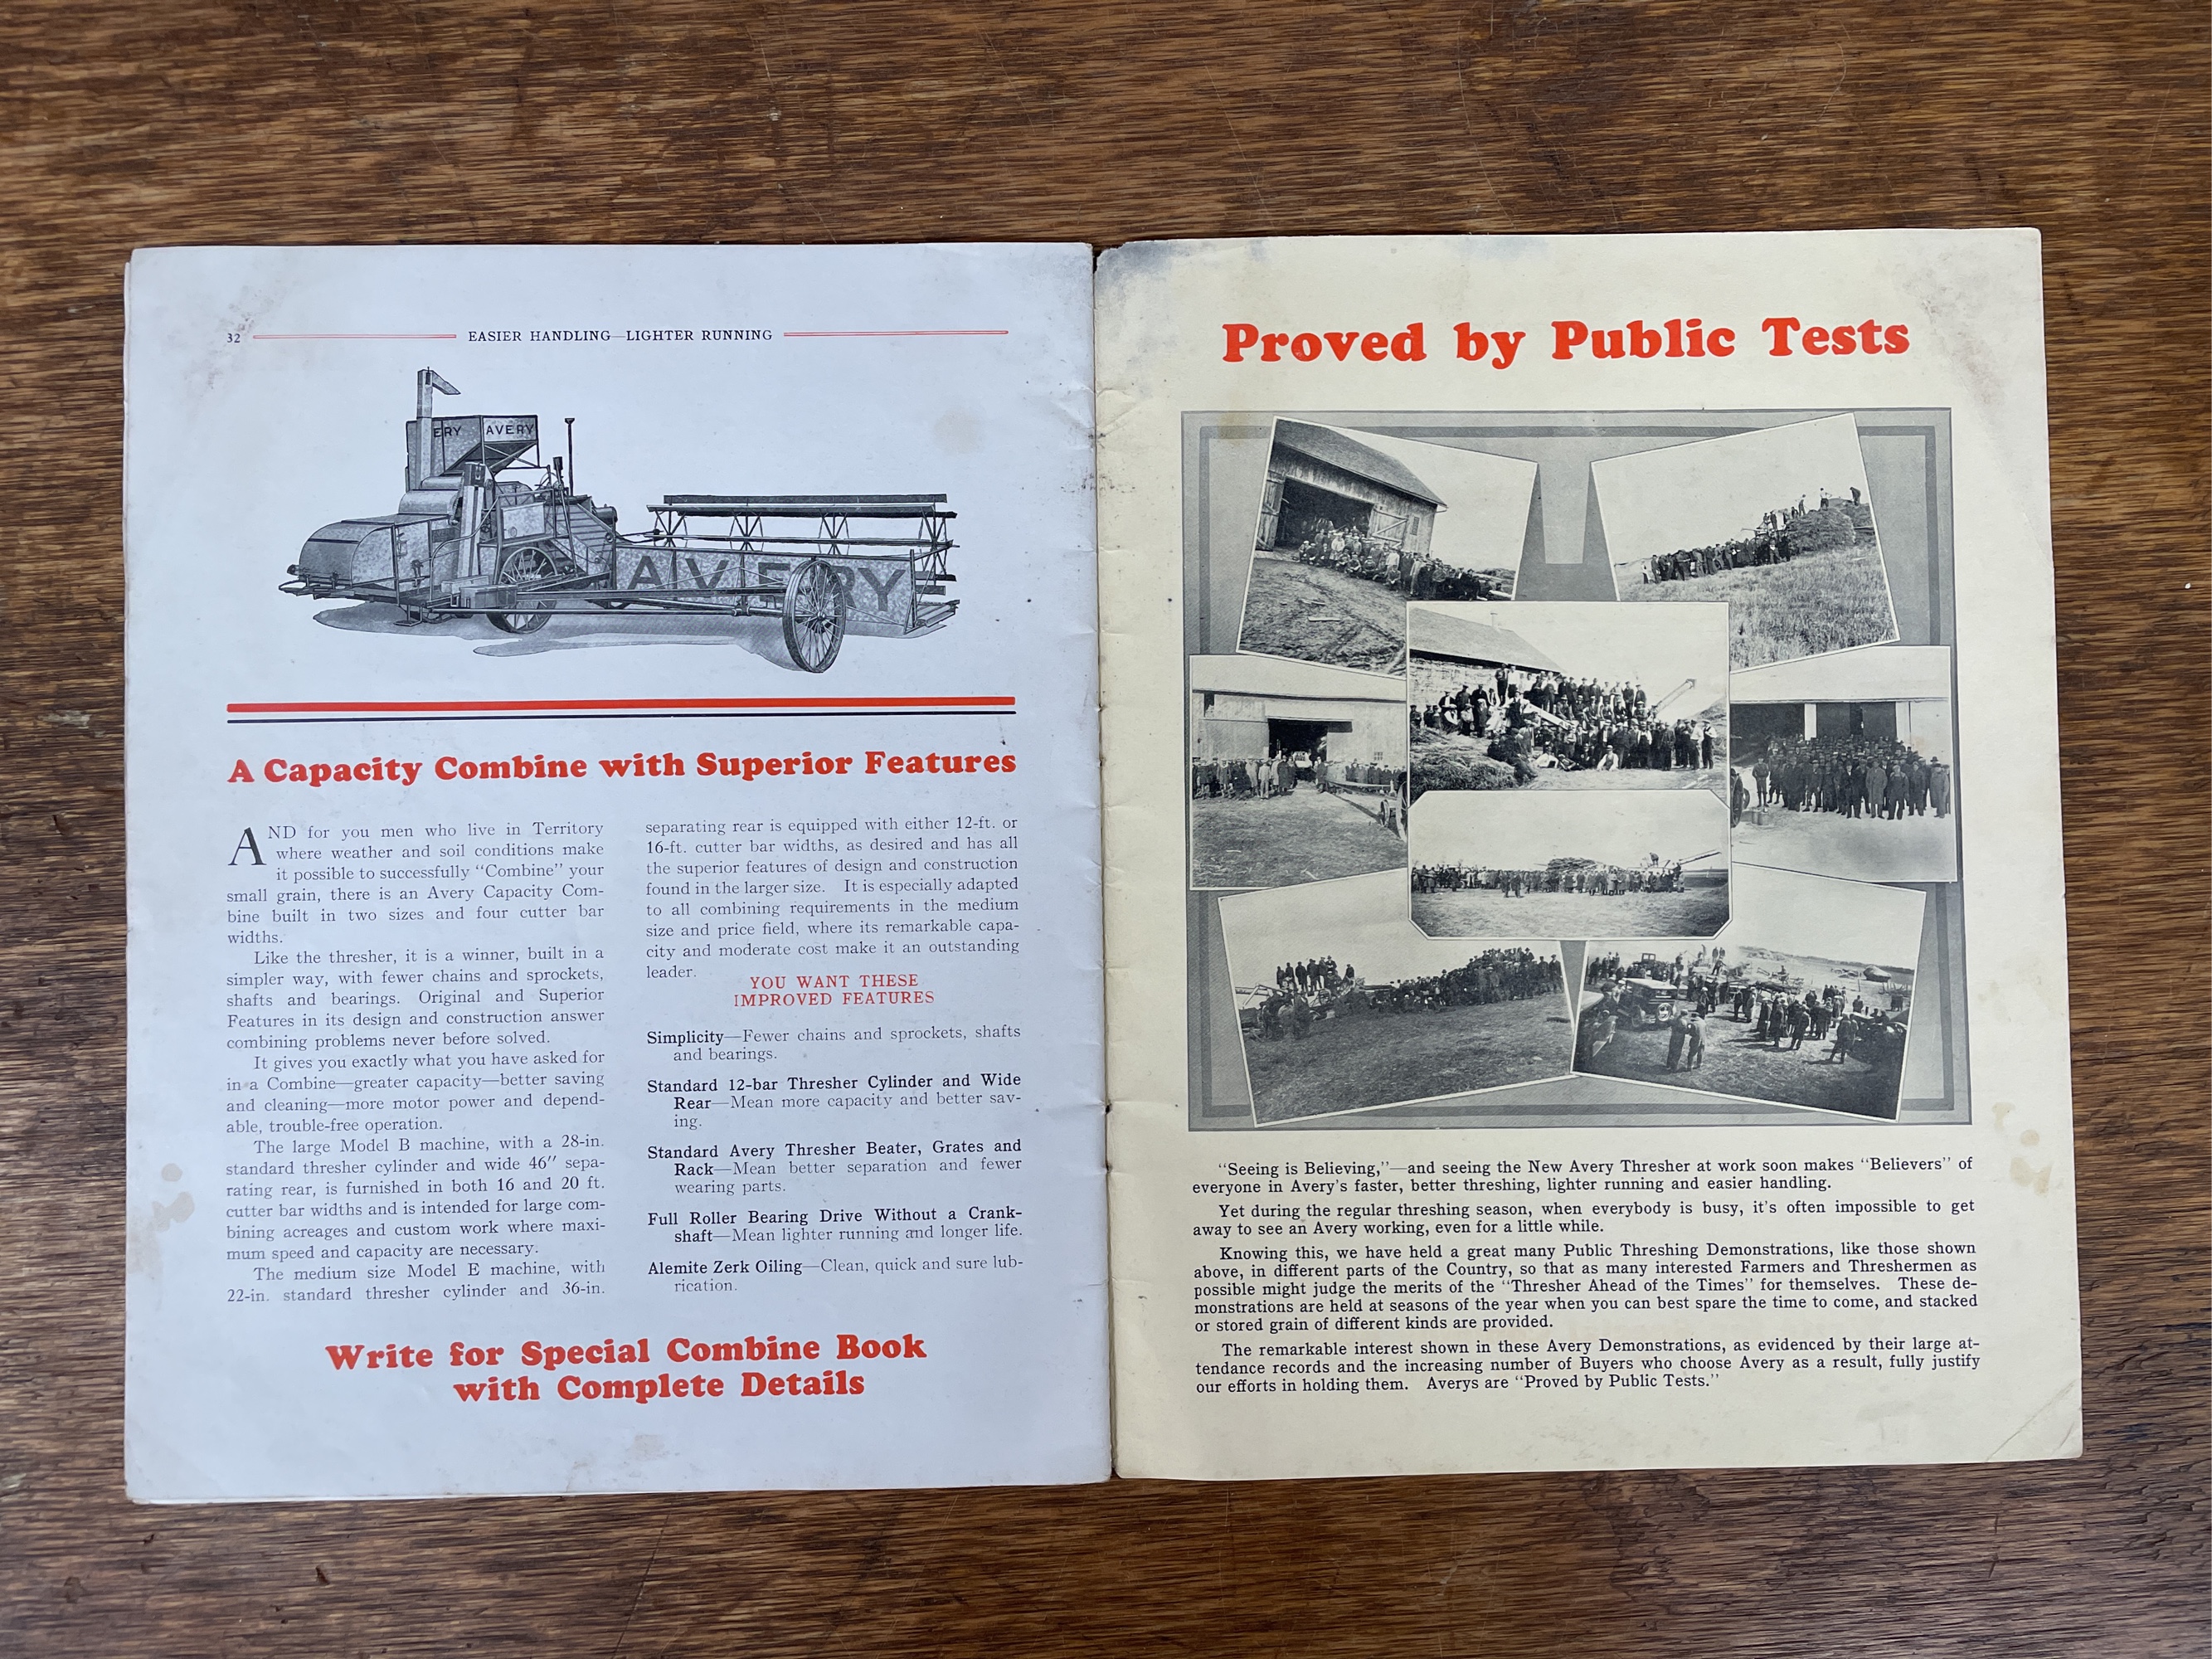 32
EASIER HANDLING—LIGHTER RUNNING
ERY AVERY
AVERY
A Capacity Combine with Superior Features
AND for you men who live in Territory
where weather and soil conditions make
it possible to successfully “Combine” your
small grain, there is an Avery Capacity Com-
bine built in two sizes and four cutter bar
widths.
Like the thresher, it is a winner, built in a
simpler way, with fewer chains and sprockets,
shafts and bearings. Original and Superior
Features in its design and construction answer
combining problems never before solved.
It gives you exactly what you have asked for
in a Combine—greater capacity—better saving
and cleaning—more motor power and depend-
able, trouble-free operation.
The large Model B machine, with a 28-in.
standard thresher cylinder and wide 46″ sepa-
rating rear, is furnished in both 16 and 20 ft.
cutter bar widths and is intended for large com-
bining acreages and custom work where maxi-
mum speed and capacity are necessary.
The medium size Model E machine, with
22-in. standard thresher cylinder and 36-in.
separating rear is equipped with either 12-ft. or
16-ft. cutter bar widths, as desired and has all
the superior features of design and construction
found in the larger size. It is especially adapted
to all combining requirements in the medium
size and price field, where its remarkable capa-
city and moderate cost make it an outstanding
leader.
YOU WANT THESE
IMPROVED FEATURES
Simplicity—Fewer chains and sprockets, shafts
and bearings.
Standard 12-bar Thresher Cylinder and Wide
Rear—Mean more capacity and better sav-
ing.
Standard Avery Thresher Beater, Grates and
Rack—Mean better separation and fewer
wearing parts.
Full Roller Bearing Drive Without a Crank-
shaft—Mean lighter running and longer life.
Alemite Zerk Oiling—Clean, quick and sure lub-
rication.
Write for Special Combine Book
with Complete Details
Proved by Public Tests
“Seeing is Believing,”—and seeing the New Avery Thresher at work soon makes “Believers” of
everyone in Avery's faster, better threshing, lighter running and easier handling.
Yet during the regular threshing season, when everybody is busy, it's often impossible to get
away to see an Avery working, even for a little while.
Knowing this, we have held a great many Public Threshing Demonstrations, like those shown
above, in different parts of the Country, so that as many interested Farmers and Threshermen as
possible might judge the merits of the “Thresher Ahead of the Times” for themselves. These de-
monstrations are held at seasons of the year when you can best spare the time to come, and stacked
or stored grain of different kinds are provided.
The remarkable interest shown in these Avery Demonstrations, as evidenced by their large at-
tendance records and the increasing number of Buyers who choose Avery as a result, fully justify
our efforts in holding them. Averys are “Proved by Public Tests.”